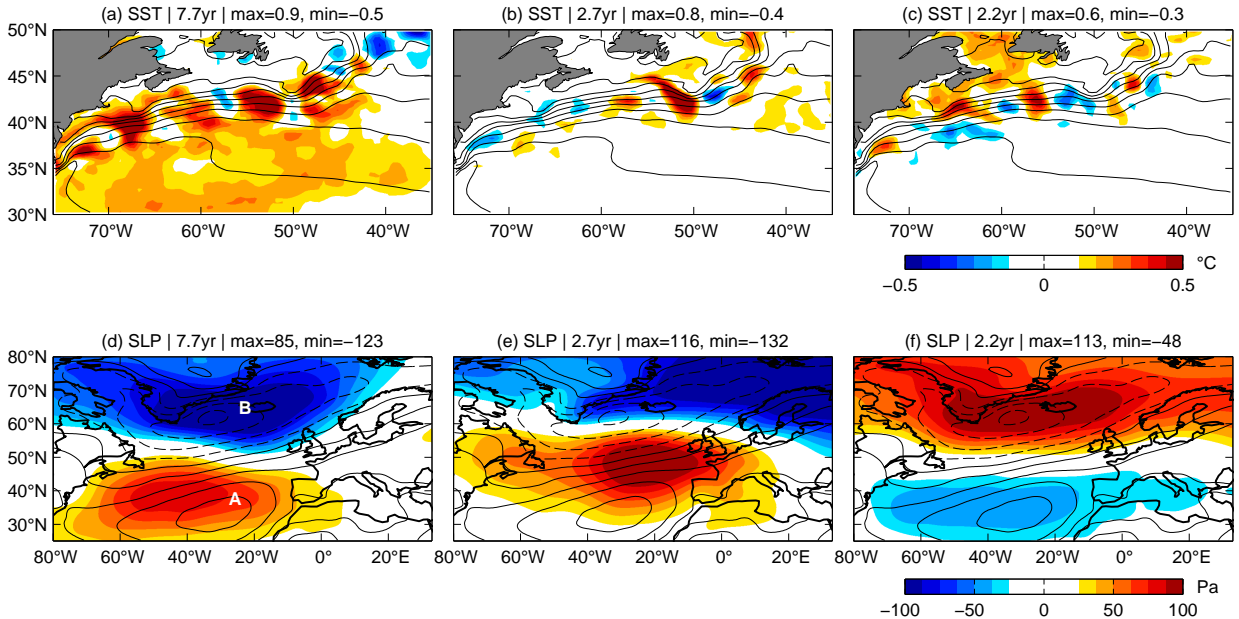 (a) SST | 7.7yr | max=0.9, min=−0.5
(b) SST | 2.7yr | max=0.8, min=−0.4
(c) SST | 2.2yr | max=0.6, min=−0.3
50°N
45°N
40°N
35°N
30°N
70°W 60°W 50°W 40°W
70°W 60°W 50°W 40°W
70°W 60°W 50°W 40°W
−0.5 0 0.5 °C
(d) SLP | 7.7yr | max=85, min=−123
(e) SLP | 2.7yr | max=116, min=−132
(f) SLP | 2.2yr | max=113, min=−48
80°N
70°N
60°N
50°N
40°N
30°N
B
A
80°W 60°W 40°W 20°W 0° 20°E
80°W 60°W 40°W 20°W 0° 20°E
80°W 60°W 40°W 20°W 0° 20°E
−100 −50 0 50 100 Pa